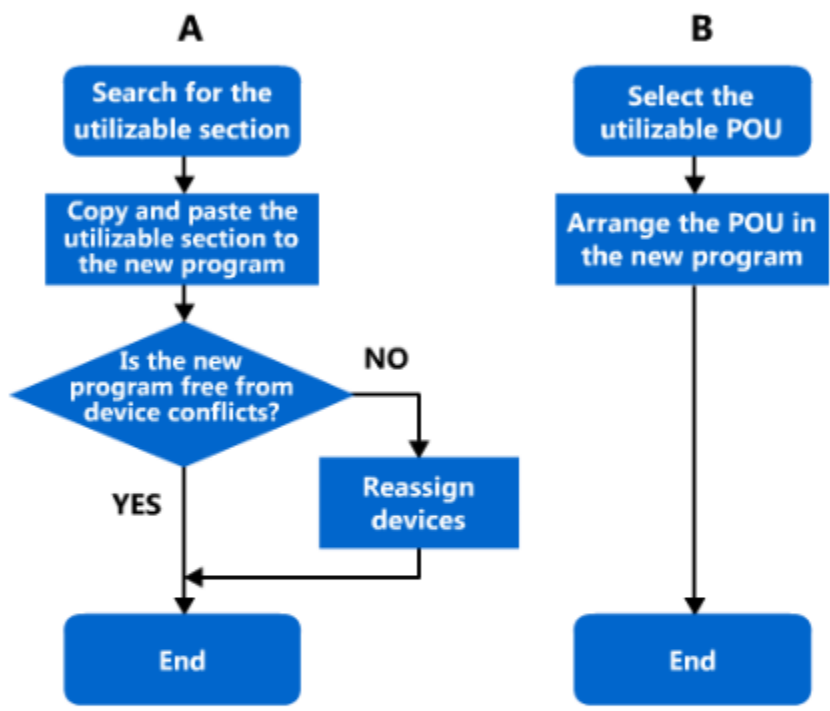 A
Search for the
utilizable section
Copy and paste the
utilizable section to
the new program
Is the new
program free from
device conflicts?
NO
YES
Reassign
devices
End
B
Select the
utilizable POU
Arrange the POU in
the new program
End